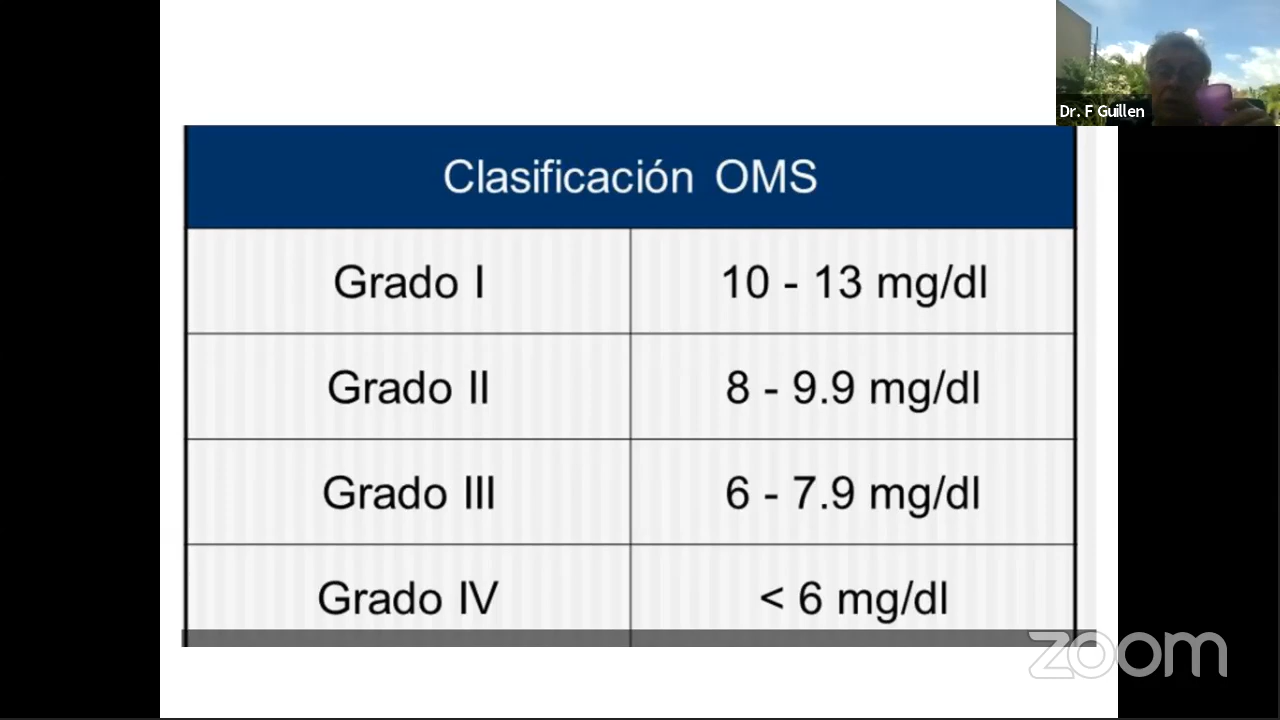 Dr. F Guillen
Clasificación OMS
Grado I 10 - 13 mg/dl
Grado II 8 - 9.9 mg/dl
Grado III 6 - 7.9 mg/dl
Grado IV < 6 mg/dl
zoom